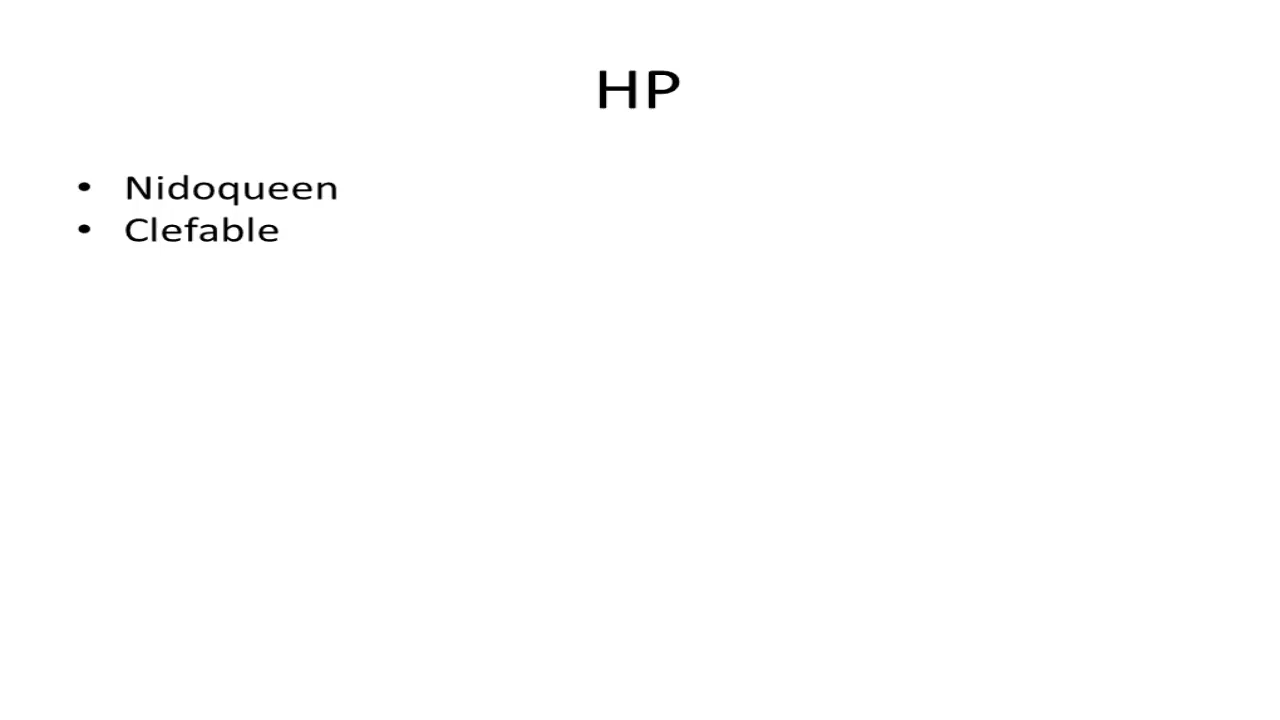 HP
• Nidoqueen
• Clefable